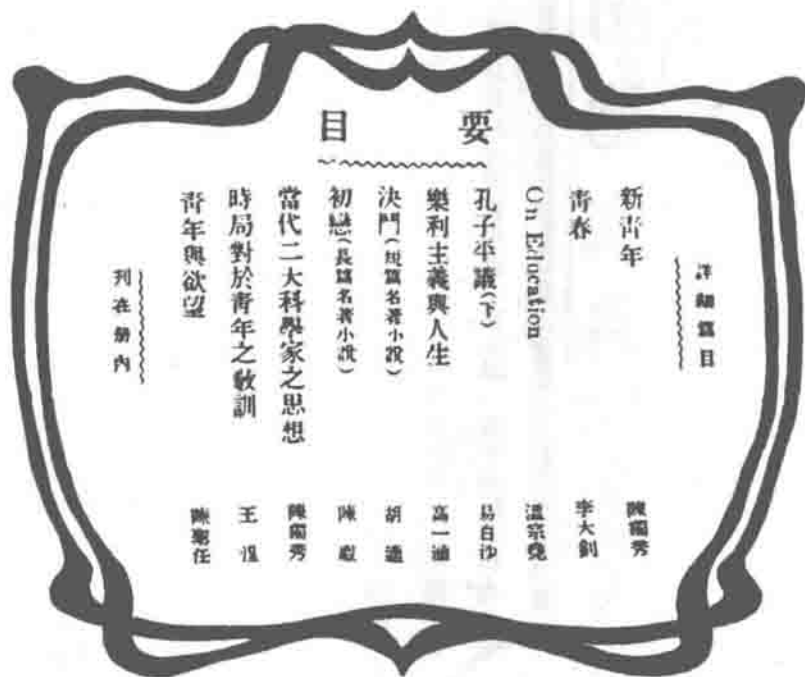 要目
詳細篇目
新青年 陳獨秀
青春 李大釗
On Education 溫宗堯
孔子平議(下) 易白沙
樂利主義與人生 高一涵
決鬥(短篇名著小說) 胡適
初戀(長篇名著小說) 陳嘏
當代二大科學家之思想 陳獨秀
時局對於青年之敎訓 王湼
青年與欲望 陳聖任
列在册內